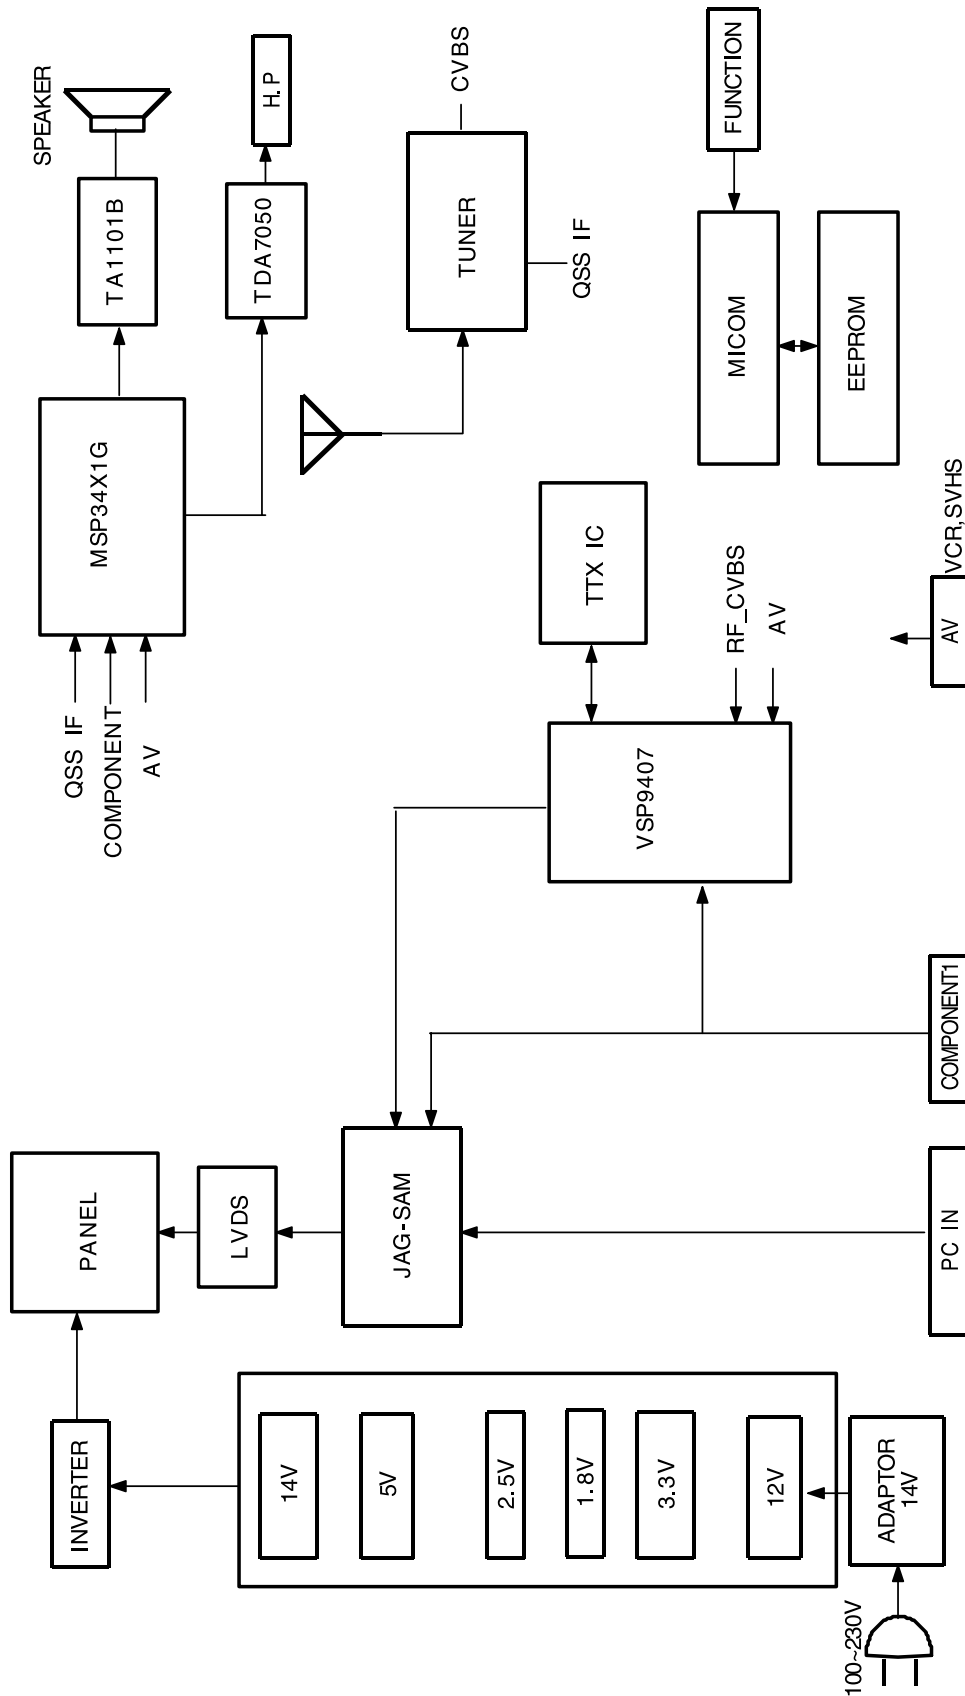 100~230V
ADAPTOR
14V
INVERTER
14V
5V
2.5V
1.8V
3.3V
12V
PANEL
LVDS
JAG-SAM
PC IN
COMPONENT1
QSS IF
COMPONENT
AV
VSP9407
RF_CVBS
AV
TTX IC
AV
VCR,SVHS
MSP34X1G
TA1101B
SPEAKER
TDA7050
H.P
TUNER
CVBS
QSS IF
MICOM
EEPROM
FUNCTION